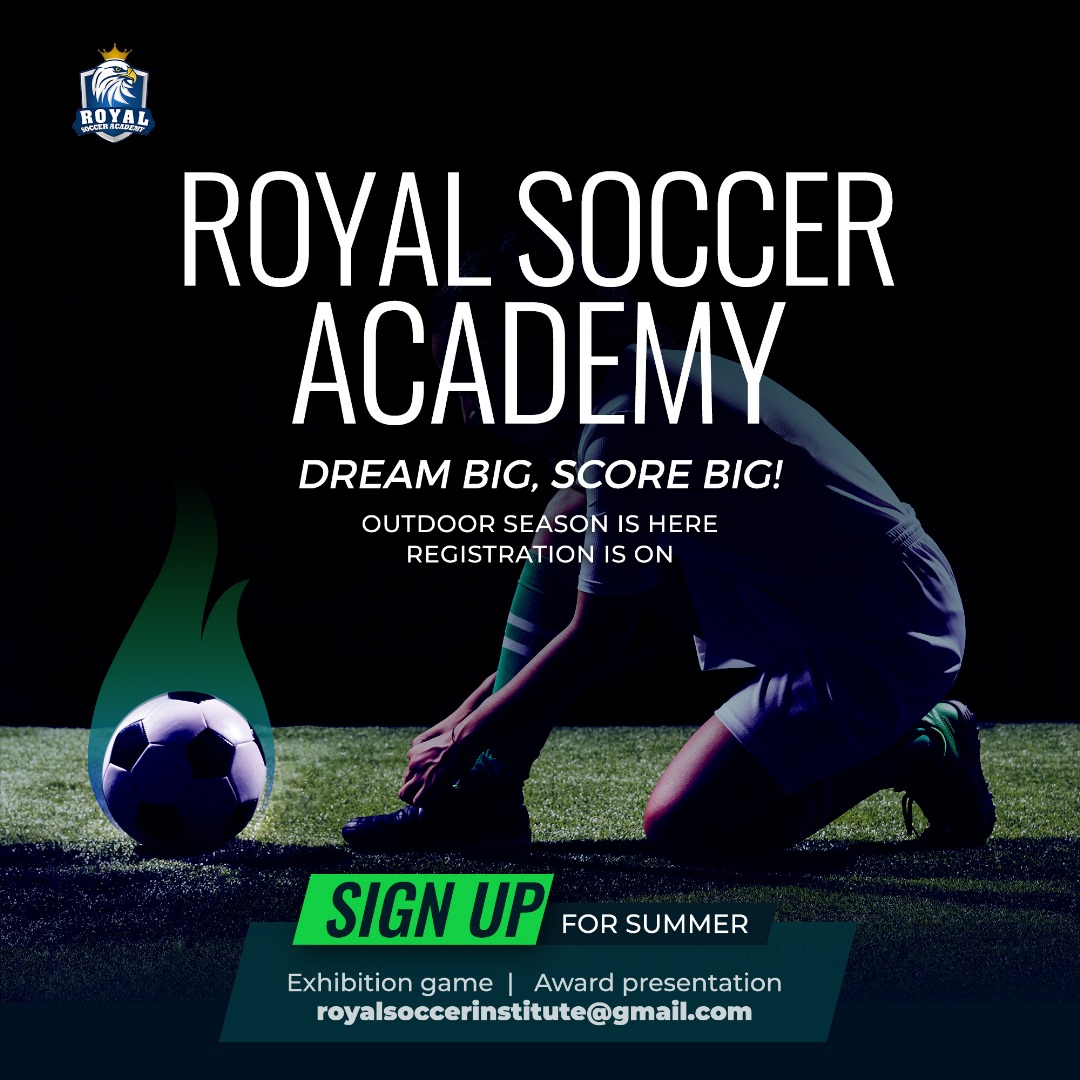 ROYAL
SOCCER ACADEMY
ROYAL SOCCER
ACADEMY
DREAM BIG, SCORE BIG!
OUTDOOR SEASON IS HERE
REGISTRATION IS ON
SIGN UP FOR SUMMER
Exhibition game | Award presentation
royalsoccerinstitute@gmail.com